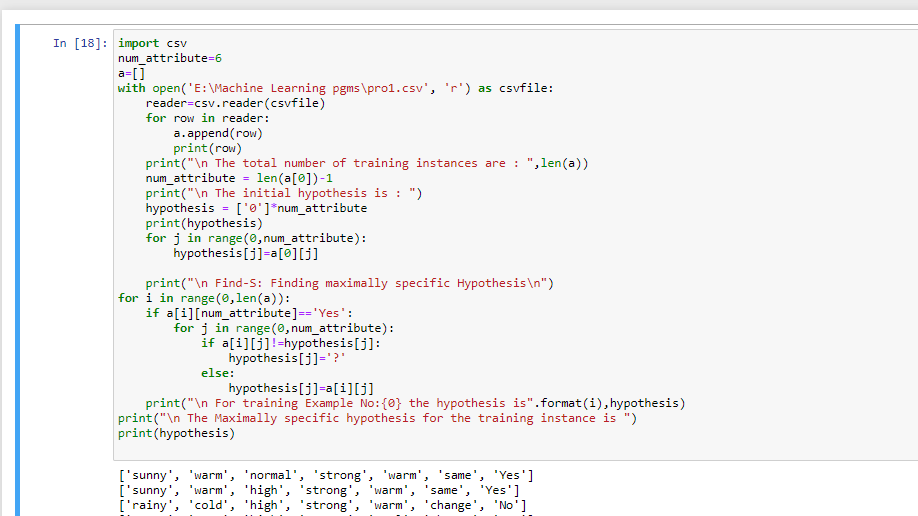 In [18]: import csv
num_attribute=6
a=[]
with open('E:\Machine Learning pgms\pro1.csv', 'r') as csvfile:
    reader=csv.reader(csvfile)
    for row in reader:
        a.append(row)
        print(row)
    print("\n The total number of training instances are : ",len(a))
    num_attribute = len(a[0])-1
    print("\n The initial hypothesis is : ")
    hypothesis = ['0']*num_attribute
    print(hypothesis)
    for j in range(0,num_attribute):
        hypothesis[j]=a[0][j]
    print("\n Find-S: Finding maximally specific Hypothesis\n")
for i in range(0,len(a)):
    if a[i][num_attribute]=='Yes':
        for j in range(0,num_attribute):
            if a[i][j]!=hypothesis[j]:
                hypothesis[j]='?'
            else:
                hypothesis[j]=a[i][j]
    print("\n For training Example No:{0} the hypothesis is".format(i),hypothesis)
print("\n The Maximally specific hypothesis for the training instance is ")
print(hypothesis)
['sunny', 'warm', 'normal', 'strong', 'warm', 'same', 'Yes']
['sunny', 'warm', 'high', 'strong', 'warm', 'same', 'Yes']
['rainy', 'cold', 'high', 'strong', 'warm', 'change', 'No']